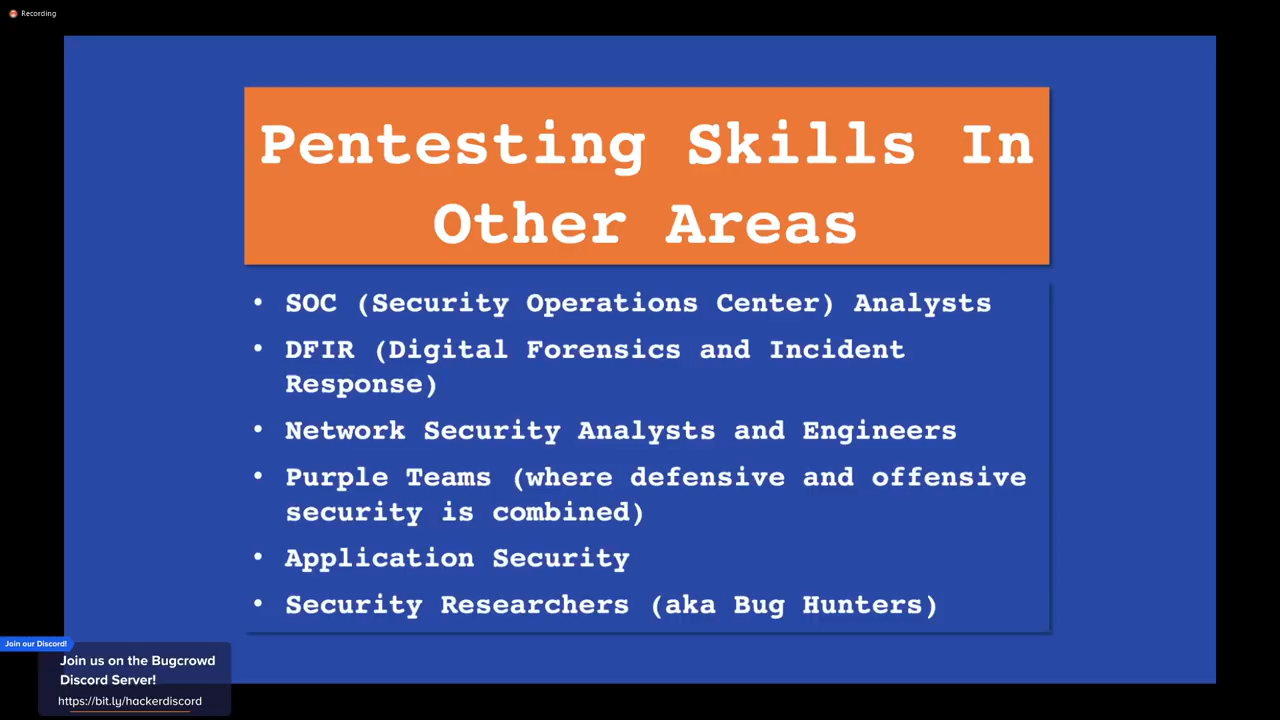 Recording
Pentesting Skills In
Other Areas
• SOC (Security Operations Center) Analysts
• DFIR (Digital Forensics and Incident
Response)
• Network Security Analysts and Engineers
• Purple Teams (where defensive and offensive
security is combined)
• Application Security
• Security Researchers (aka Bug Hunters)
Join our Discord!
Join us on the Bugcrowd
Discord Server!
https://bit.ly/hackerdiscord